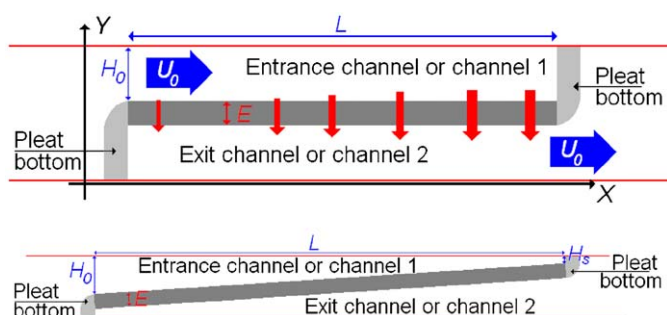 Y
L
H₀
U₀
Entrance channel or channel 1
Pleat
bottom
E
Pleat
bottom
Exit channel or channel 2
U₀
X
L
H₀
Entrance channel or channel 1
Hₛ
Pleat
bottom
E
Pleat
bottom
Exit channel or channel 2